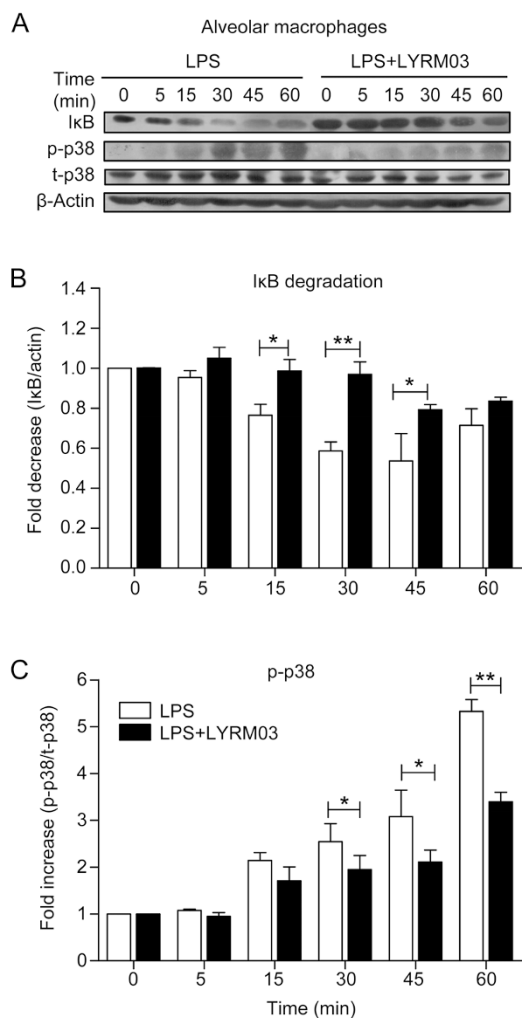 A
Alveolar macrophages
LPS LPS+LYRM03
Time
(min) 0 5 15 30 45 60 0 5 15 30 45 60
IκB
p-p38
t-p38
β-Actin
B
IκB degradation
Fold decrease (IκB/actin)
1.4
1.2
1.0
0.8
0.6
0.4
0.2
0.0
* ** *
0 5 15 30 45 60
C
p-p38
Fold increase (p-p38/t-p38)
6
5
4
3
2
1
0
LPS
LPS+LYRM03
* * **
0 5 15 30 45 60
Time (min)